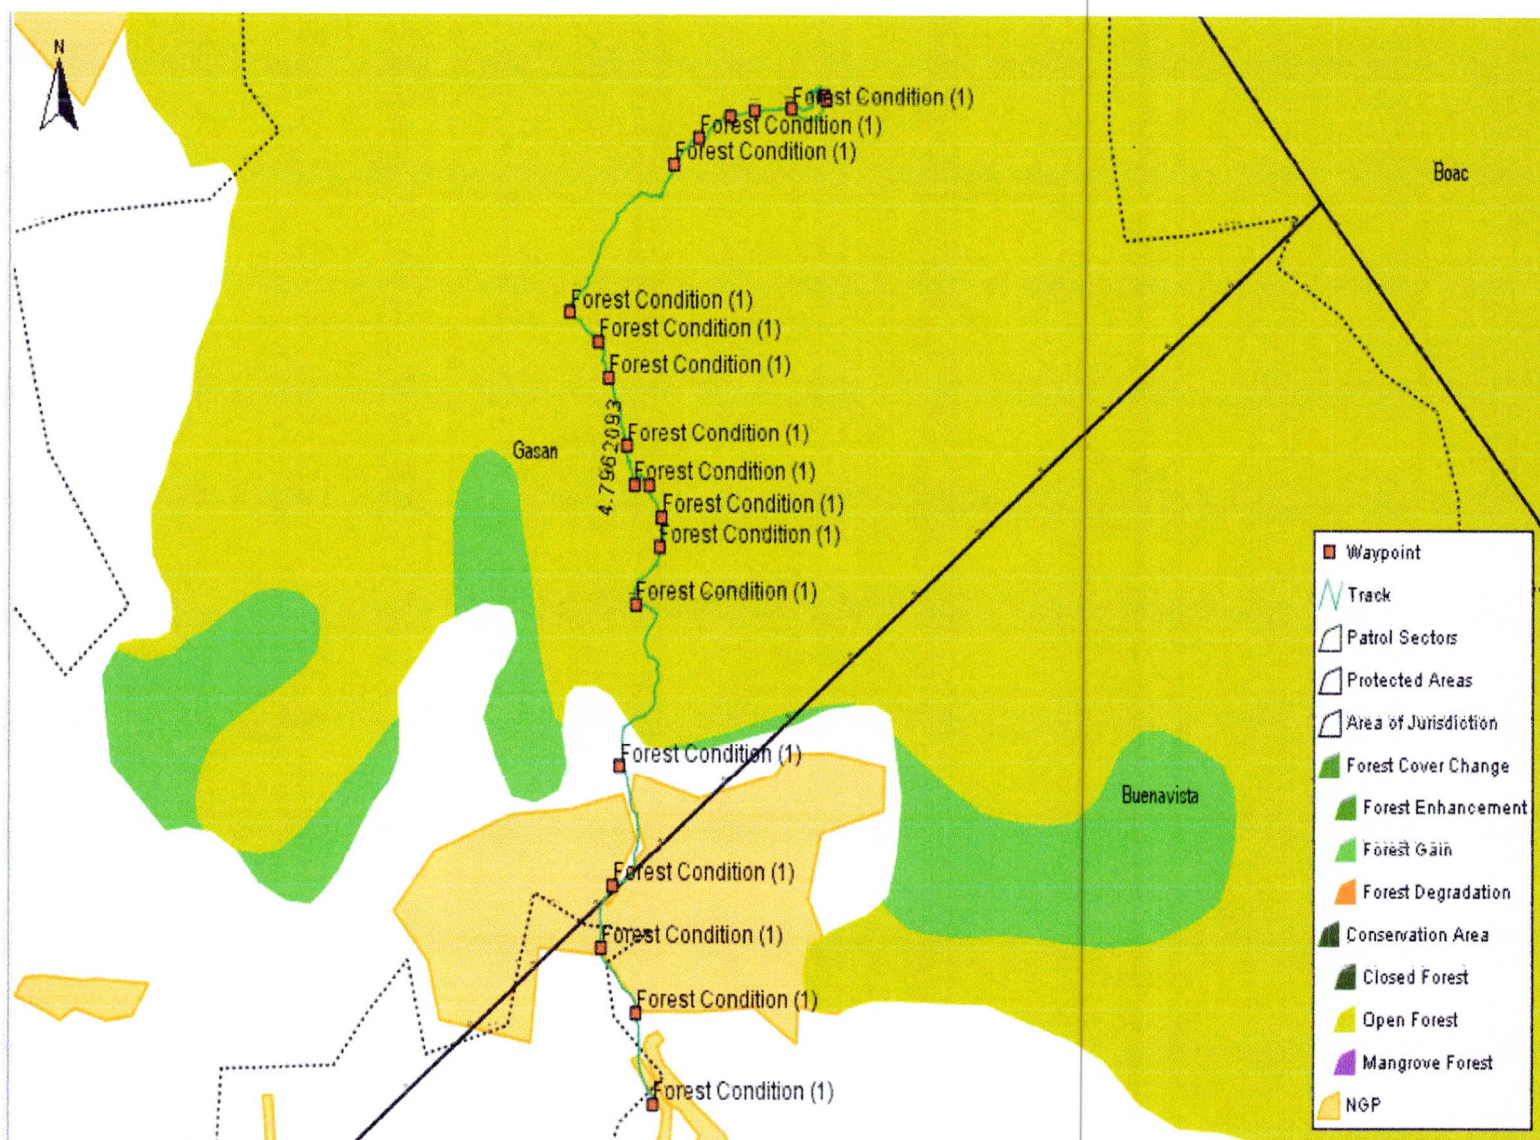 N
Forest Condition (1)
Forest Condition (1)
Forest Condition (1)
Boac
Forest Condition (1)
Forest Condition (1)
Forest Condition (1)
4.7962093
Gasan
Forest Condition (1)
Forest Condition (1)
Forest Condition (1)
Forest Condition (1)
Forest Condition (1)
Forest Condition (1)
Buenavista
Forest Condition (1)
Forest Condition (1)
Forest Condition (1)
Forest Condition (1)
Waypoint
Track
Patrol Sectors
Protected Areas
Area of Jurisdiction
Forest Cover Change
Forest Enhancement
Forest Gain
Forest Degradation
Conservation Area
Closed Forest
Open Forest
Mangrove Forest
NGP